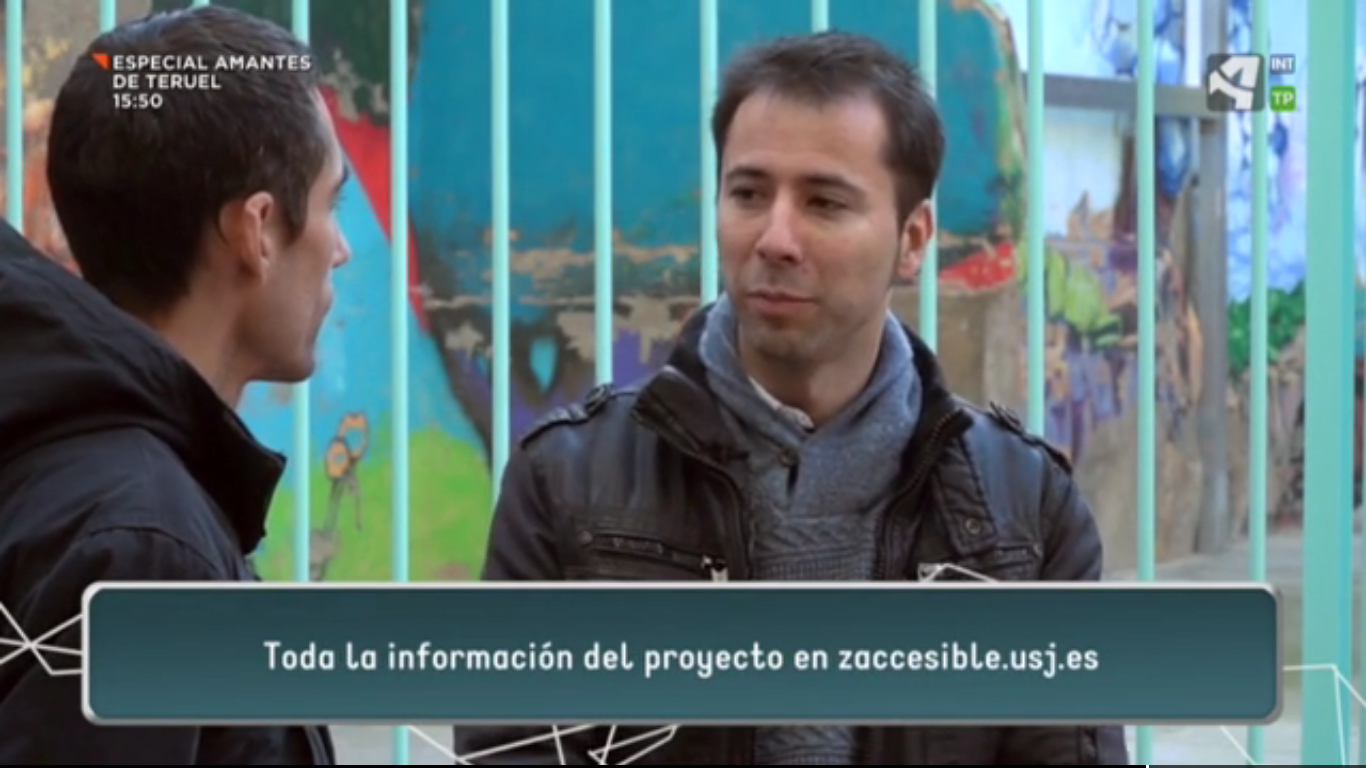 ESPECIAL AMANTES
DE TERUEL
15:50
INT
TP
Toda la información del proyecto en zaccesible.usj.es